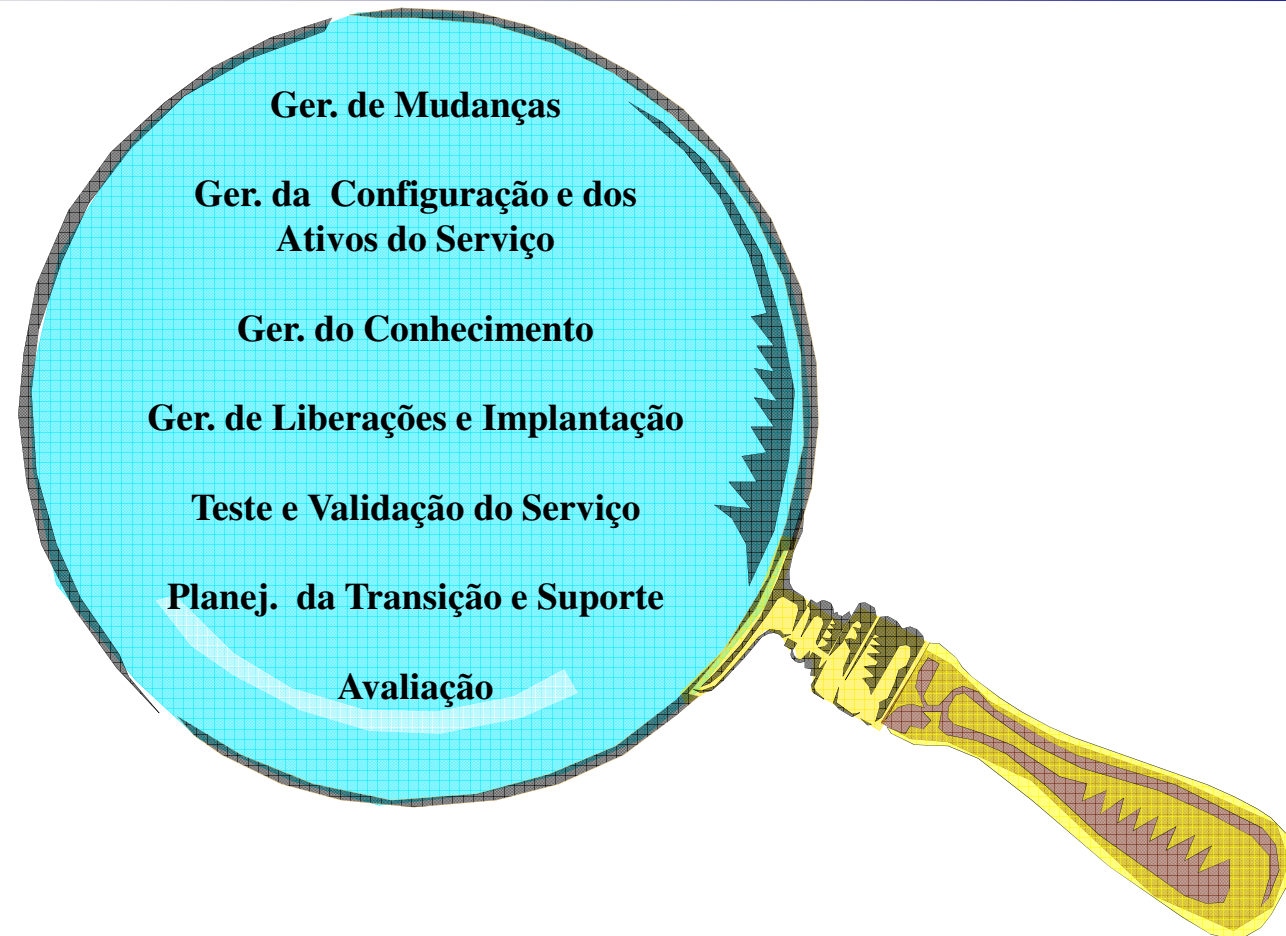 Ger. de Mudanças
Ger. da Configuração e dos
Ativos do Serviço
Ger. do Conhecimento
Ger. de Liberações e Implantação
Teste e Validação do Serviço
Planej. da Transição e Suporte
Avaliação